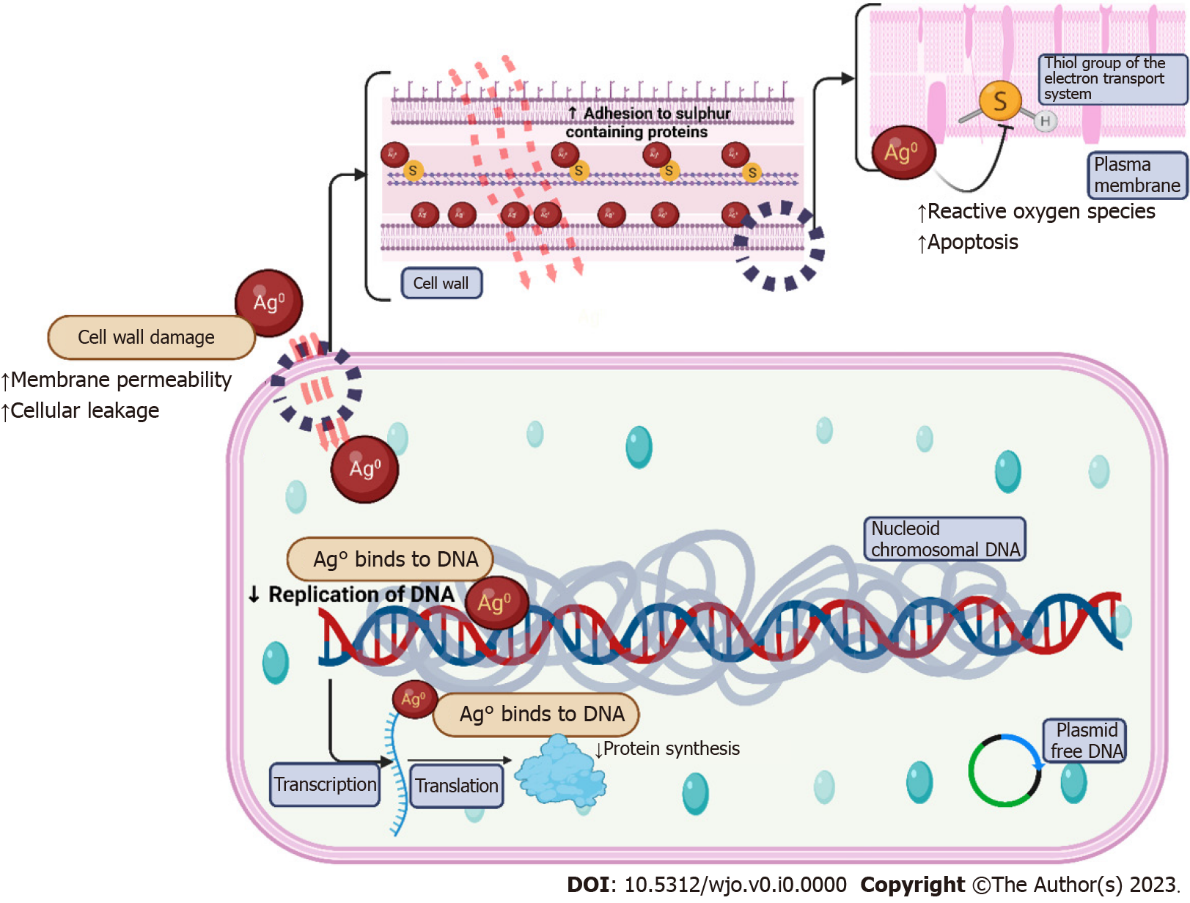 Thiol group of the
electron transport
system
S
H
Ag⁰
Plasma
membrane
↑Reactive oxygen species
↑Apoptosis
↑ Adhesion to sulphur
containing proteins
S
S
S
S
Cell wall
Ag⁰
Cell wall damage
↑Membrane permeability
↑Cellular leakage
Ag⁰
Nucleoid
chromosomal DNA
Ag° binds to DNA
↓ Replication of DNA
Ag⁰
Ag⁰
Ag° binds to DNA
↓Protein synthesis
Transcription
Translation
Plasmid
free DNA
DOI: 10.5312/wjo.v0.i0.0000 Copyright ©The Author(s) 2023.